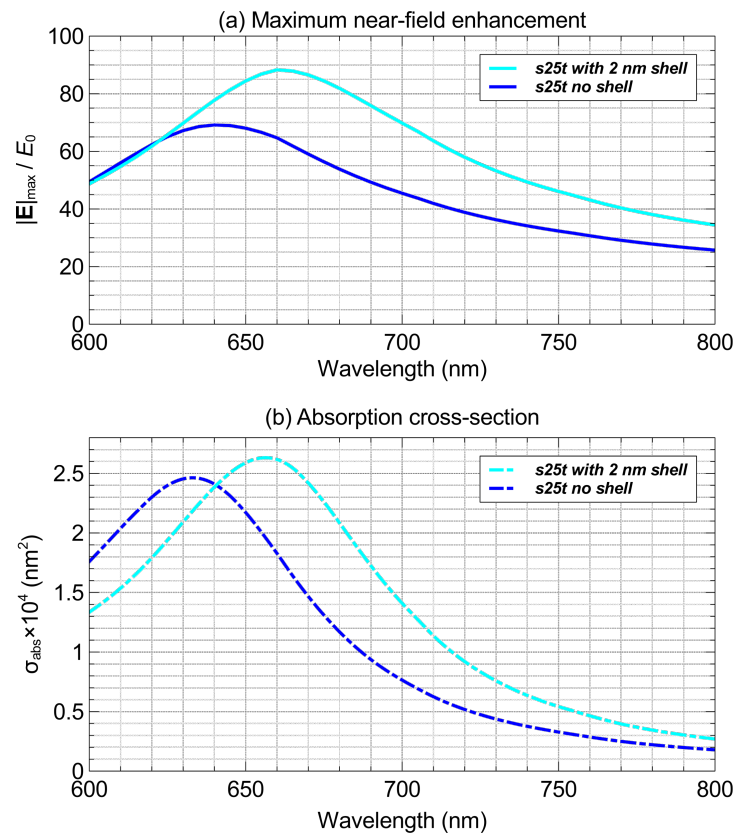 (a) Maximum near-field enhancement
100
80
60
40
20
0
|E|max / E0
s25t with 2 nm shell
s25t no shell
600 650 700 750 800
Wavelength (nm)
(b) Absorption cross-section
2.5
2
1.5
1
0.5
0
σabs×10⁴ (nm²)
s25t with 2 nm shell
s25t no shell
600 650 700 750 800
Wavelength (nm)